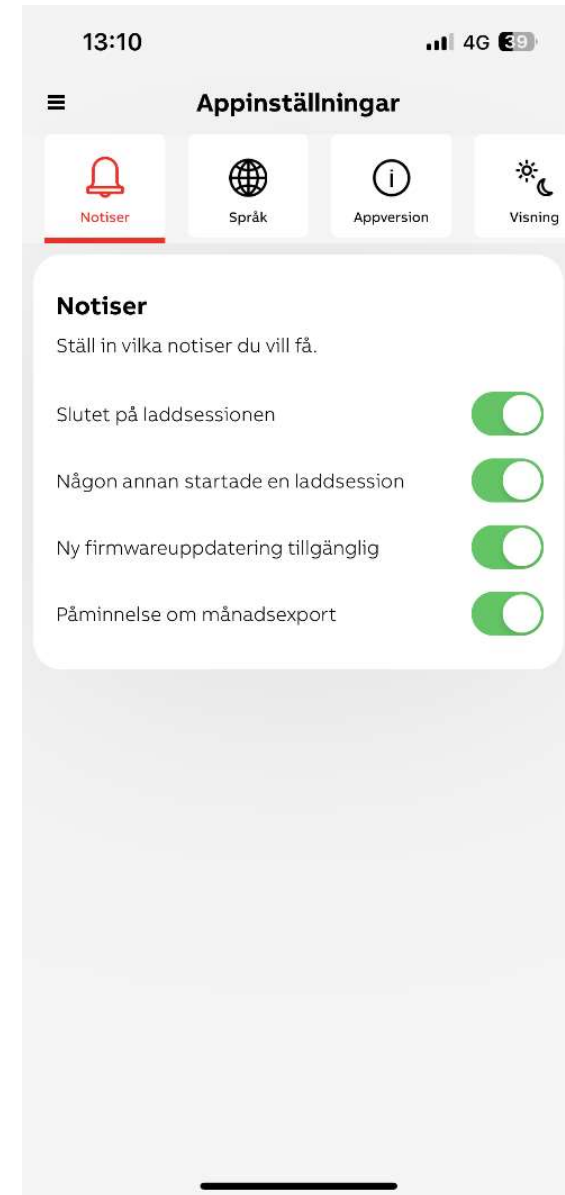 13:10
4G 39
Appinställningar
Notiser
Språk
Appversion
Visning
Notiser
Ställ in vilka notiser du vill få.
Slutet på laddsessionen
Någon annan startade en laddsession
Ny firmwareuppdatering tillgänglig
Påminnelse om månadsexport